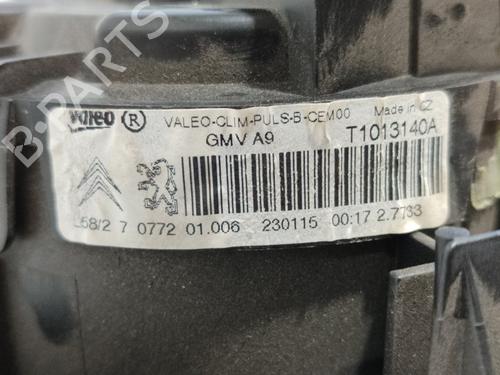 B-PARTS
Valeo ® VALEO-CLIM-PULS-B-CEM00 Made in CZ
GMV A9 T1013140A
L58/2 7 0772 01.006 230115 00:17 2.7733